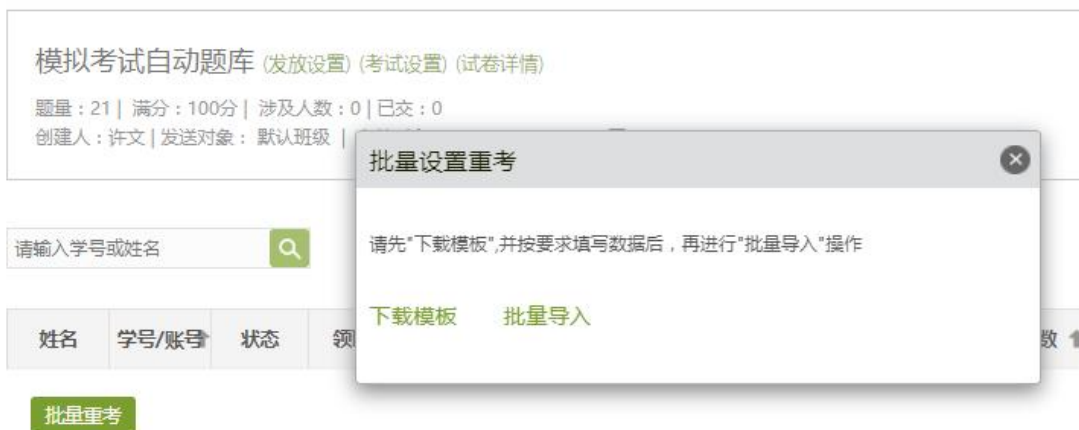 模拟考试自动题库 (发放设置) (考试设置) (试卷详情)
题量：21 | 满分：100分 | 涉及人数：0 | 已交：0
创建人：许文 | 发送对象： 默认班级 |
批量设置重考
请输入学号或姓名
请先"下载模板",并按要求填写数据后，再进行"批量导入"操作
下载模板 批量导入
姓名 学号/账号 状态 领 数
批量重考